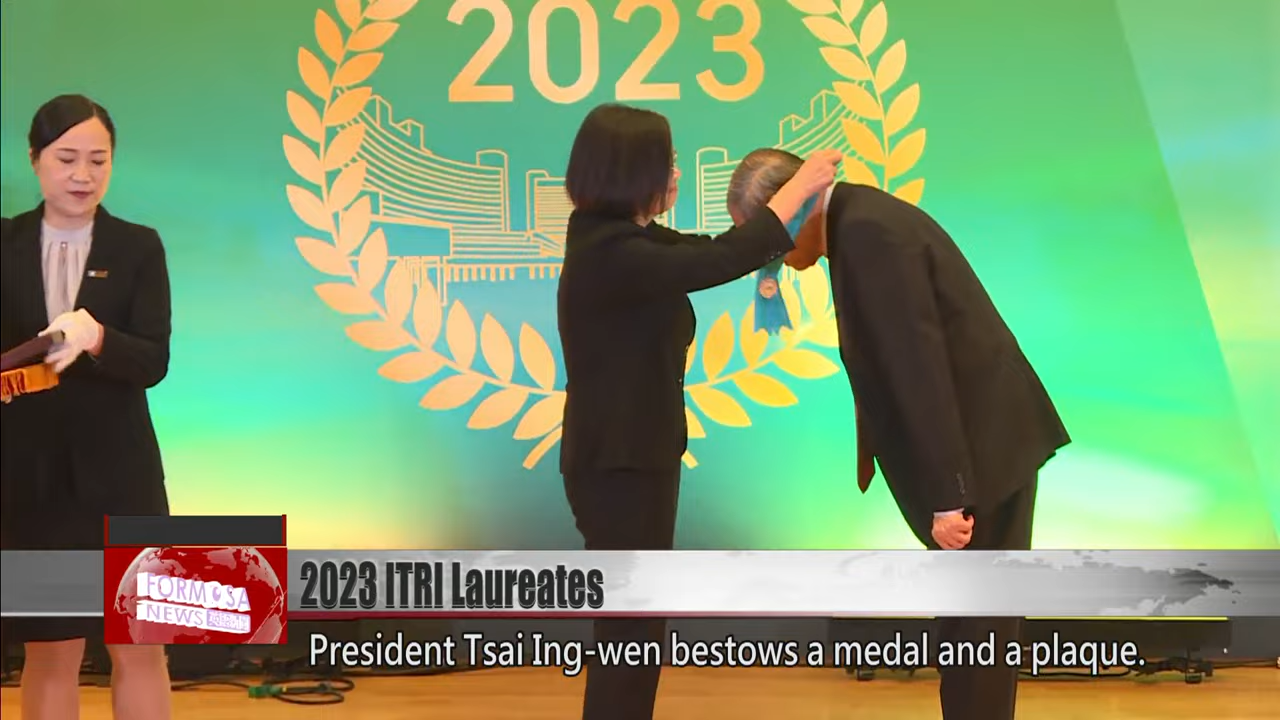 2023
FORMOSA
NEWS
2023 ITRI Laureates
President Tsai Ing-wen bestows a medal and a plaque.